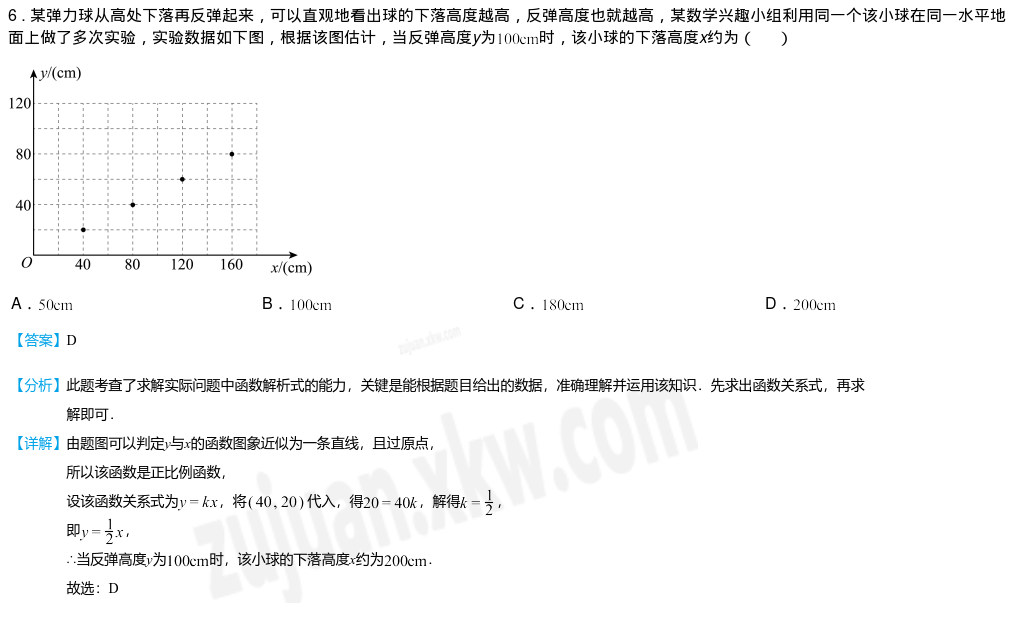 6．某弹力球从高处下落再反弹起来，可以直观地看出球的下落高度越高，反弹高度也就越高，某数学兴趣小组利用同一个该小球在同一水平地
面上做了多次实验，实验数据如下图，根据该图估计，当反弹高度y为100cm时，该小球的下落高度x约为（　　）
y/(cm)
120
80
40
O 40 80 120 160 x/(cm)
A．50cm B．100cm C．180cm D．200cm
【答案】D
zujuan.xkw.com
【分析】此题考查了求解实际问题中函数解析式的能力，关键是能根据题目给出的数据，准确理解并运用该知识．先求出函数关系式，再求
解即可．
【详解】由题图可以判定y与x的函数图象近似为一条直线，且过原点，
所以该函数是正比例函数，
设该函数关系式为y = kx，将(40, 20)代入，得20 = 40k，解得k = 1/2，
即y = 1/2 x，
∴当反弹高度y为100cm时，该小球的下落高度x约为200cm．
故选：D
zujuan.xkw.com